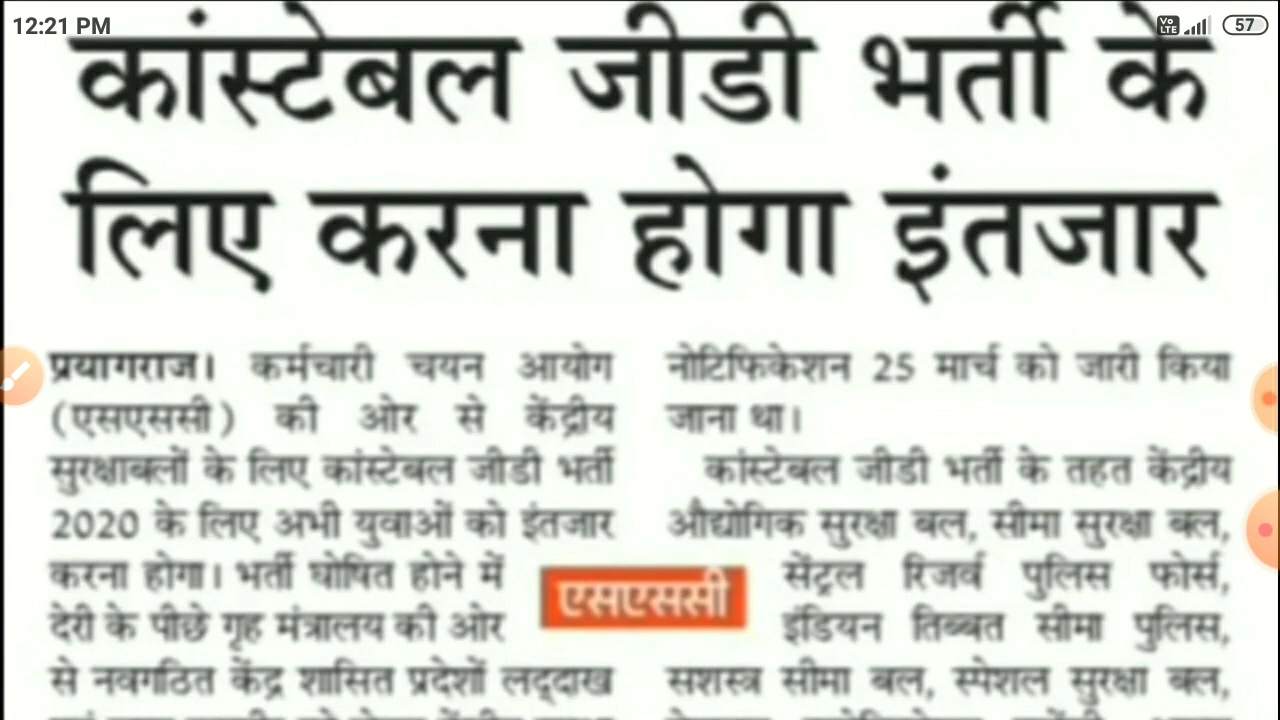 12:21 PM
Vo LTE
57
कांस्टेबल जीडी भर्ती के
लिए करना होगा इंतजार
प्रयागराज। कर्मचारी चयन आयोग
(एसएससी) की ओर से केंद्रीय
सुरक्षाबलों के लिए कांस्टेबल जीडी भर्ती
2020 के लिए अभी युवाओं को इंतजार
करना होगा। भर्ती घोषित होने में
देरी के पीछे गृह मंत्रालय की ओर
से नवगठित केंद्र शासित प्रदेशों लद्दाख
एसएससी
नोटिफिकेशन 25 मार्च को जारी किया
जाना था।
कांस्टेबल जीडी भर्ती के तहत केंद्रीय
औद्योगिक सुरक्षा बल, सीमा सुरक्षा बल,
सेंट्रल रिजर्व पुलिस फोर्स,
इंडियन तिब्बत सीमा पुलिस,
सशस्त्र सीमा बल, स्पेशल सुरक्षा बल,